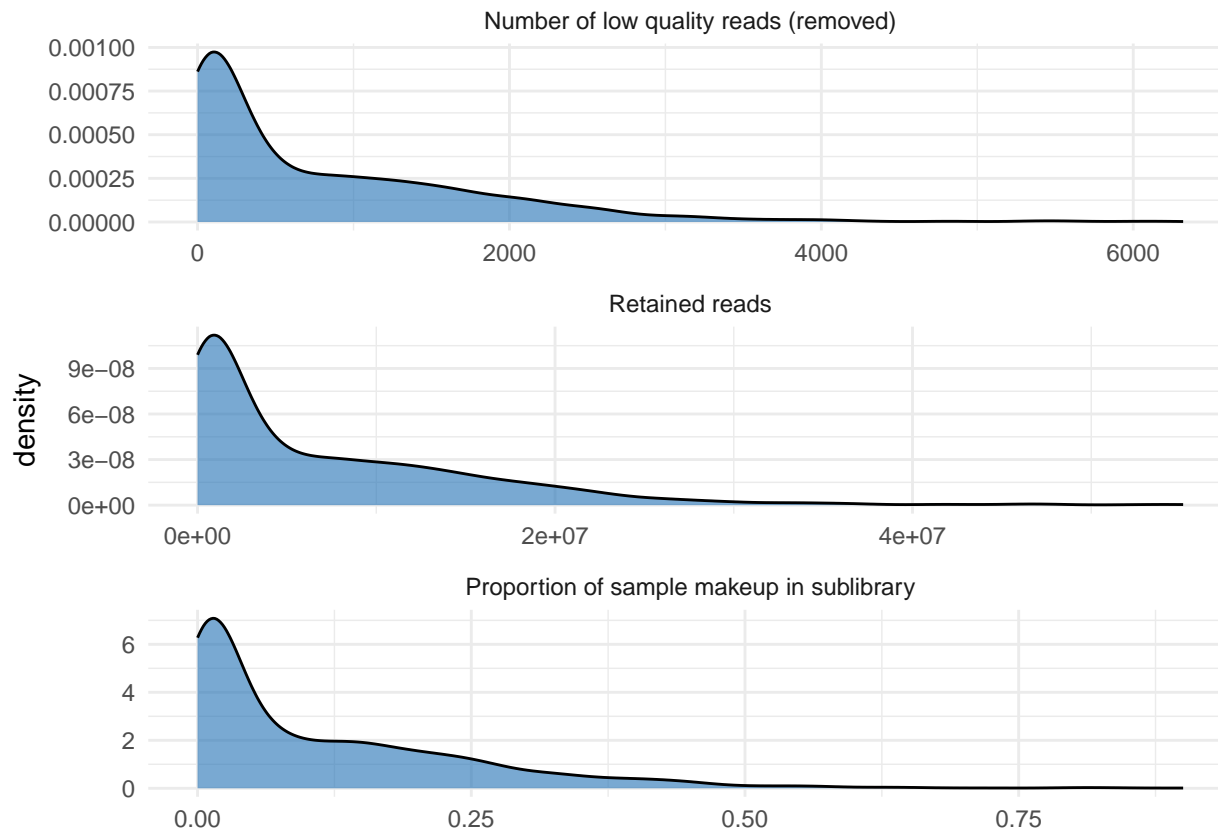 Number of low quality reads (removed)
0.00100
0.00075
0.00050
0.00025
0.00000
0 2000 4000 6000
Retained reads
density
9e−08
6e−08
3e−08
0e+00
0e+00 2e+07 4e+07
Proportion of sample makeup in sublibrary
6
4
2
0
0.00 0.25 0.50 0.75